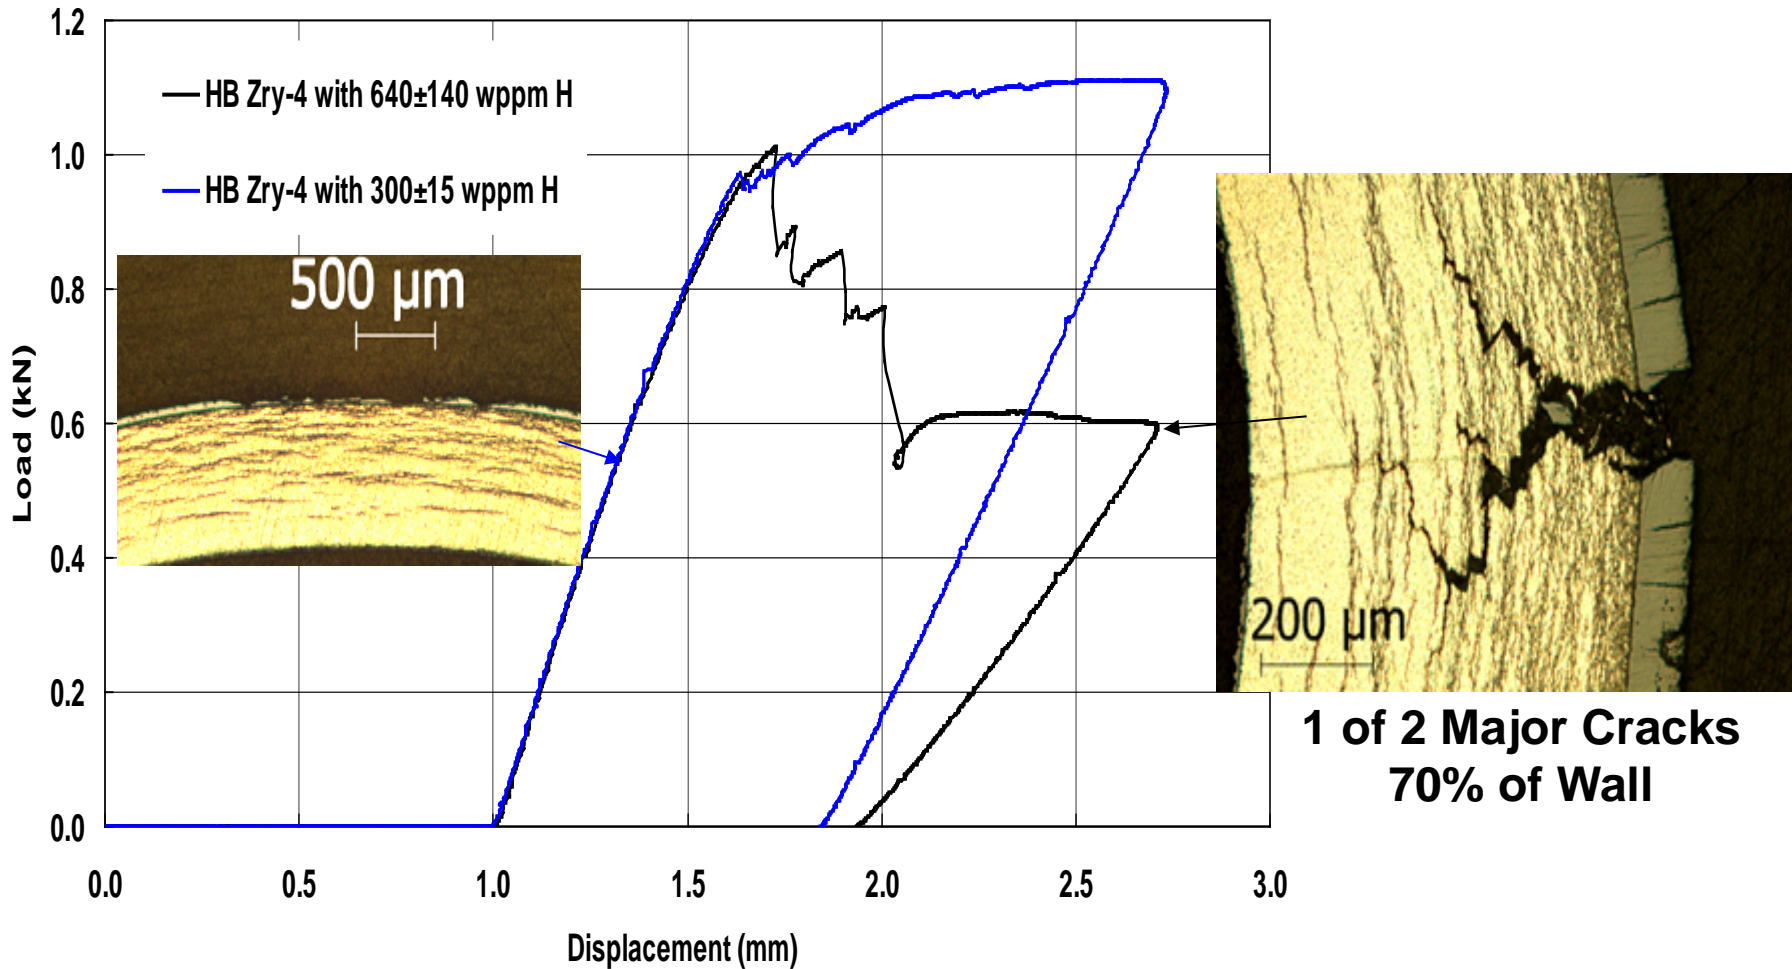 1.2
1.0
0.8
0.6
0.4
0.2
0.0
Load (kN)
HB Zry-4 with 640±140 wppm H
HB Zry-4 with 300±15 wppm H
500 µm
200 µm
1 of 2 Major Cracks
70% of Wall
0.0 0.5 1.0 1.5 2.0 2.5 3.0
Displacement (mm)